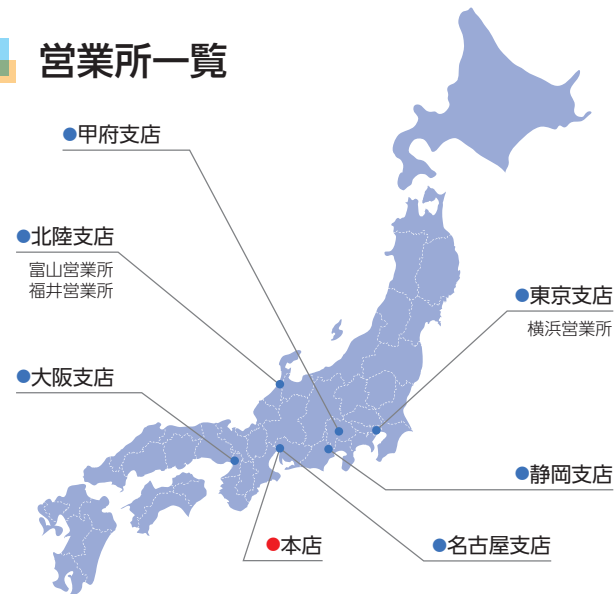 営業所一覧
●甲府支店
●北陸支店
富山営業所
福井営業所
●東京支店
横浜営業所
●大阪支店
●静岡支店
●本店
●名古屋支店